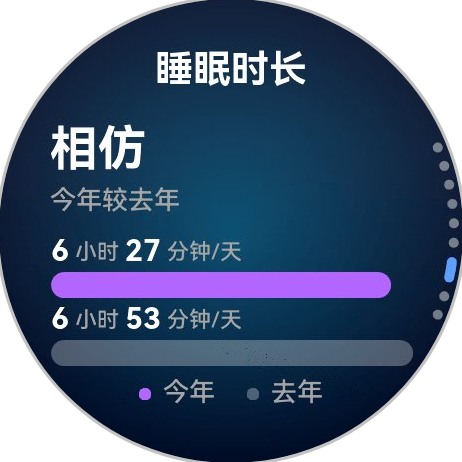 睡眠时长
相仿
今年较去年
6 小时 27 分钟/天
6 小时 53 分钟/天
今年 去年